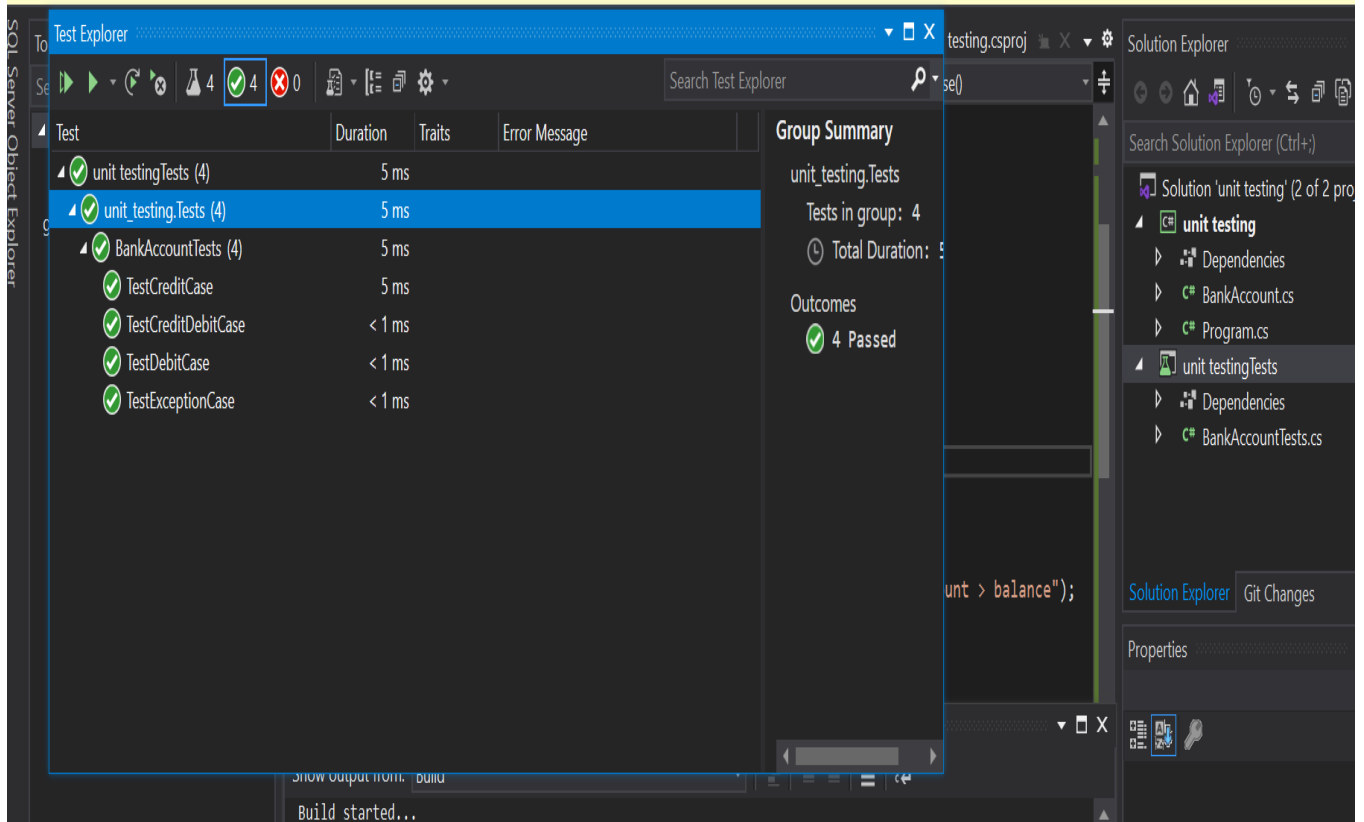 SQL Server Object Explorer
To
Se
Test Explorer
4 4 0
Search Test Explorer
Test Duration Traits Error Message
unit testingTests (4) 5 ms
unit_testing.Tests (4) 5 ms
BankAccountTests (4) 5 ms
TestCreditCase 5 ms
TestCreditDebitCase < 1 ms
TestDebitCase < 1 ms
TestExceptionCase < 1 ms
Group Summary
unit_testing.Tests
Tests in group: 4
Total Duration: 5
Outcomes
4 Passed
testing.csproj
se()
unt > balance");
Show output from: Build
Build started...
Solution Explorer
Search Solution Explorer (Ctrl+;)
Solution 'unit testing' (2 of 2 proj
C# unit testing
Dependencies
C# BankAccount.cs
C# Program.cs
unit testingTests
Dependencies
C# BankAccountTests.cs
Solution Explorer Git Changes
Properties